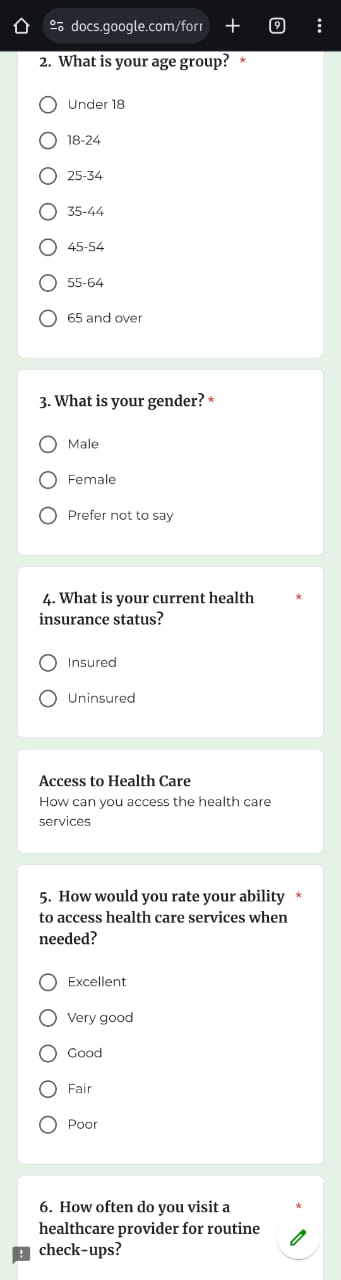 docs.google.com/forr
9
2. What is your age group? *
Under 18
18-24
25-34
35-44
45-54
55-64
65 and over
3. What is your gender? *
Male
Female
Prefer not to say
4. What is your current health *
insurance status?
Insured
Uninsured
Access to Health Care
How can you access the health care
services
5. How would you rate your ability *
to access health care services when
needed?
Excellent
Very good
Good
Fair
Poor
6. How often do you visit a *
healthcare provider for routine
check-ups?